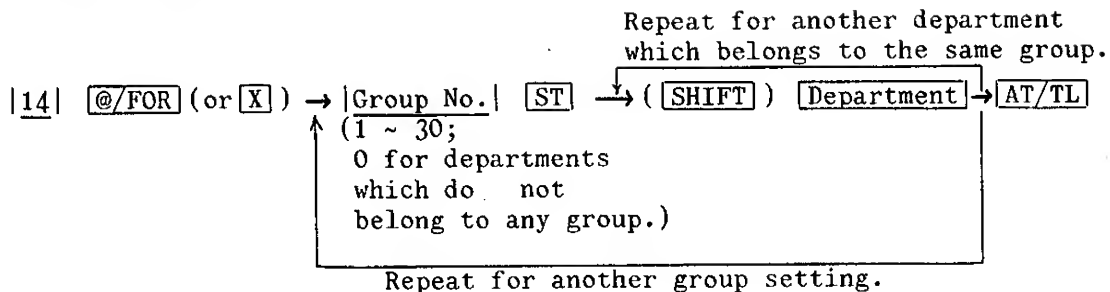 Repeat for another department
which belongs to the same group.
|14| @/FOR (or X) → |Group No.| ST → (SHIFT) Department → AT/TL
(1 ~ 30;
0 for departments
which do not
belong to any group.)
Repeat for another group setting.